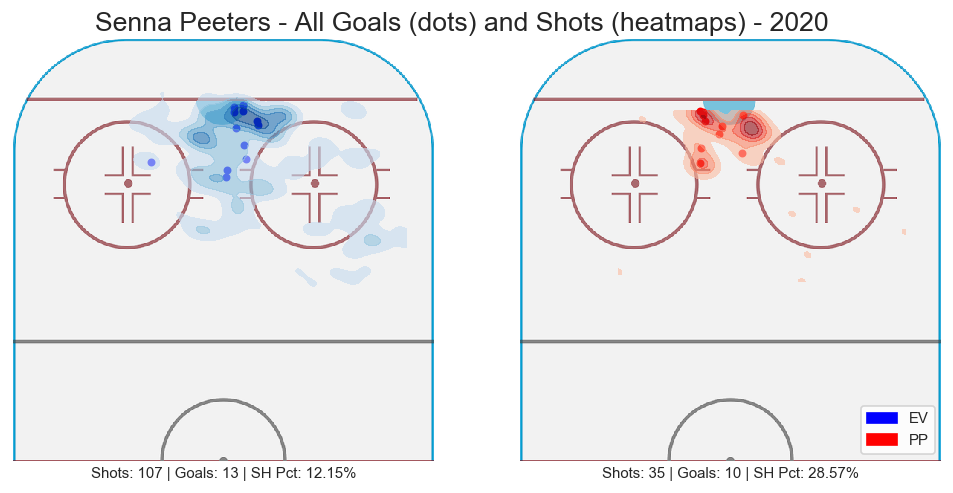 Senna Peeters - All Goals (dots) and Shots (heatmaps) - 2020
EV
PP
Shots: 107 | Goals: 13 | SH Pct: 12.15%
Shots: 35 | Goals: 10 | SH Pct: 28.57%